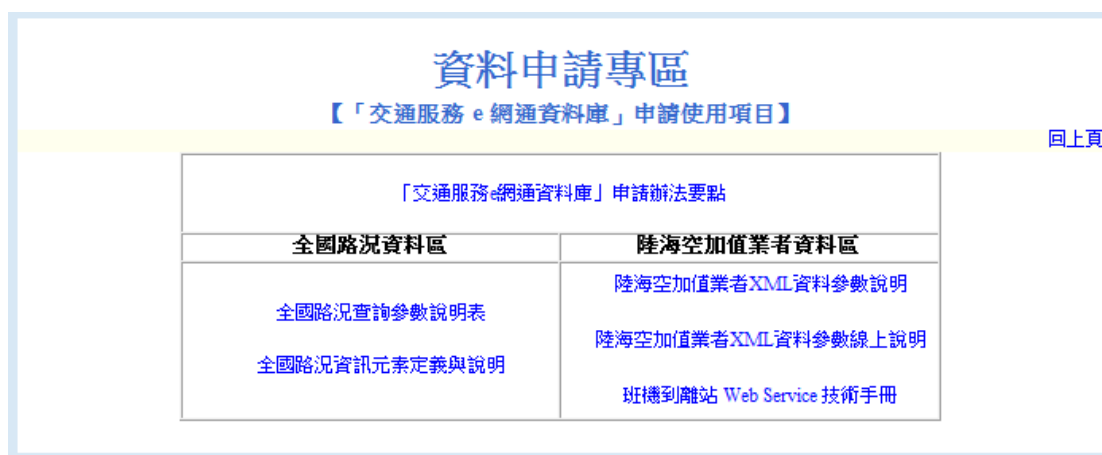 資料申請專區
【「交通服務 e 網通資料庫」申請使用項目】
回上頁
「交通服務e網通資料庫」申請辦法要點
全國路況資料區
陸海空加值業者資料區
全國路況查詢參數說明表
全國路況資訊元素定義與說明
陸海空加值業者XML資料參數說明
陸海空加值業者XML資料參數線上說明
班機到離站 Web Service 技術手冊